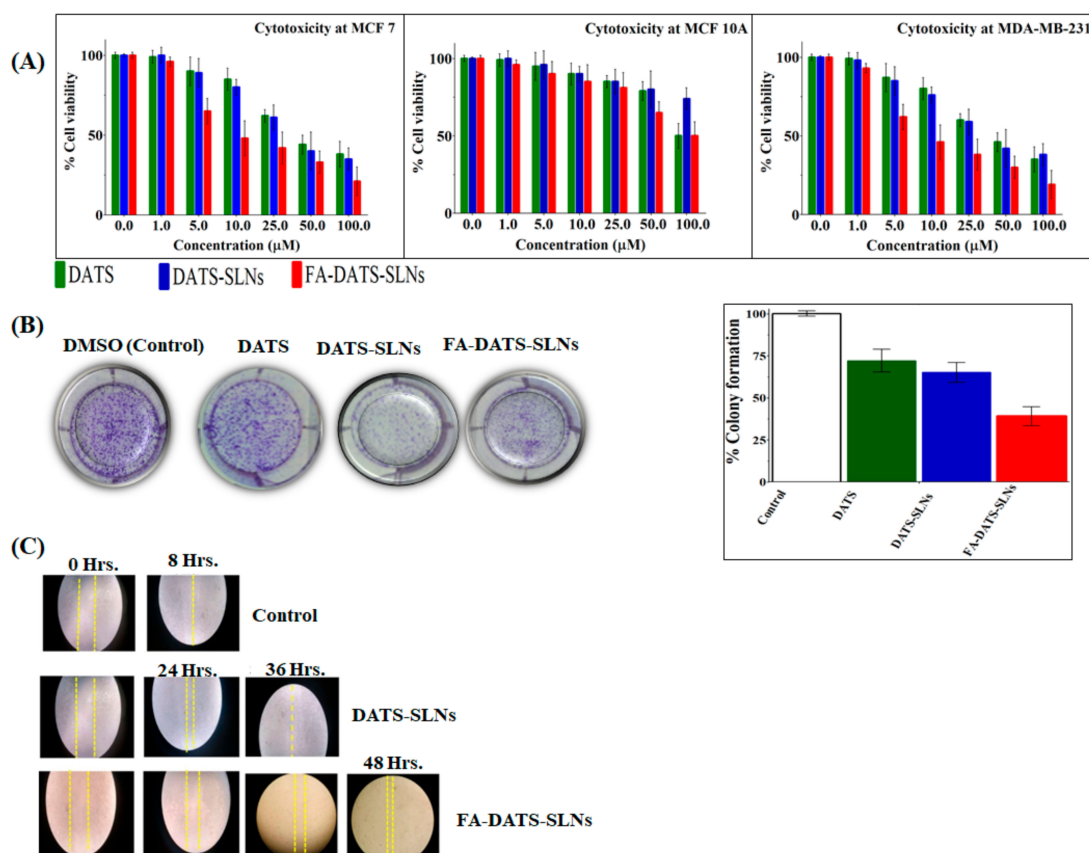 (A)
Cytotoxicity at MCF 7
Cytotoxicity at MCF 10A
Cytotoxicity at MDA-MB-231
% Cell viability
100
50
0
0.0 1.0 5.0 10.0 25.0 50.0 100.0
Concentration (µM)
% Cell viability
100
50
0
0.0 1.0 5.0 10.0 25.0 50.0 100.0
Concentration (µM)
% Cell viability
100
50
0
0.0 1.0 5.0 10.0 25.0 50.0 100.0
Concentration (µM)
DATS DATS-SLNs FA-DATS-SLNs
(B)
DMSO (Control) DATS DATS-SLNs FA-DATS-SLNs
% Colony formation
100
75
50
25
0
Control
DATS
DATS-SLNs
FA-DATS-SLNs
(C)
0 Hrs. 8 Hrs.
Control
24 Hrs. 36 Hrs.
DATS-SLNs
48 Hrs.
FA-DATS-SLNs